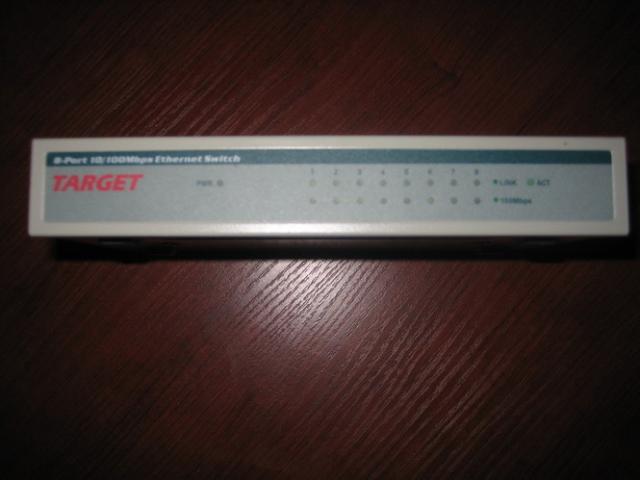 8-Port 10/100Mbps Ethernet Switch
TARGET
PWR
1 2 3 4 5 6 7 8
LINK ACT
100Mbps